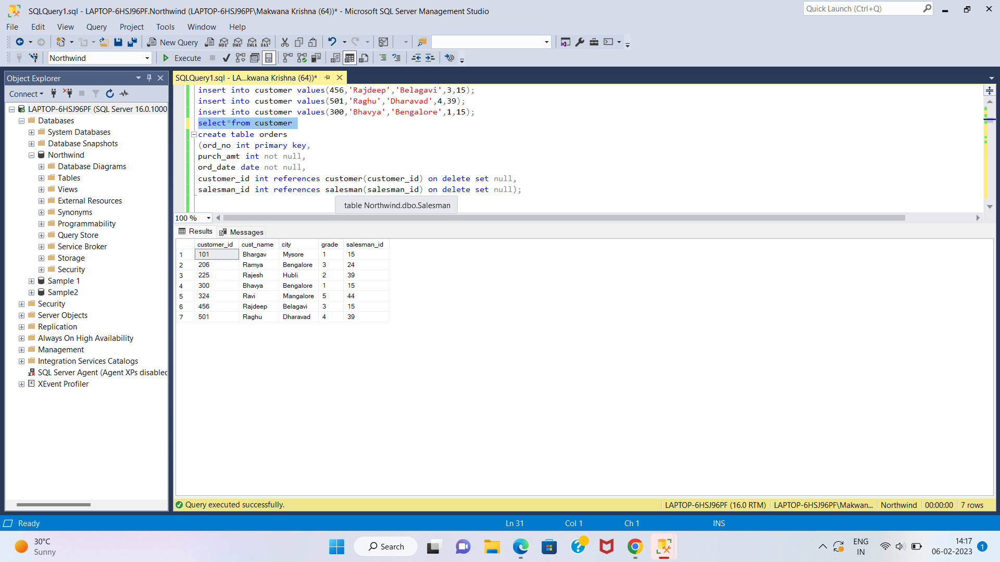 SQLQuery1.sql - LAPTOP-6HSJ96PF.Northwind (LAPTOP-6HSJ96PF\Makwana Krishna (64))* - Microsoft SQL Server Management Studio
Quick Launch (Ctrl+Q)
File Edit View Query Project Tools Window Help
New Query MDX DMX XMLA DAX
Northwind Execute
Object Explorer
Connect
LAPTOP-6HSJ96PF (SQL Server 16.0.1000
Databases
System Databases
Database Snapshots
Northwind
Database Diagrams
Tables
Views
External Resources
Synonyms
Programmability
Query Store
Service Broker
Storage
Security
Sample 1
Sample2
Security
Server Objects
Replication
Always On High Availability
Management
Integration Services Catalogs
SQL Server Agent (Agent XPs disabled
XEvent Profiler
SQLQuery1.sql - LA...kwana Krishna (64))*
insert into customer values(456,'Rajdeep','Belagavi',3,15);
insert into customer values(501,'Raghu','Dharavad',4,39);
insert into customer values(300,'Bhavya','Bengalore',1,15);
select*from customer
create table orders
(ord_no int primary key,
purch_amt int not null,
ord_date date not null,
customer_id int references customer(customer_id) on delete set null,
salesman_id int references salesman(salesman_id) on delete set null);
table Northwind.dbo.Salesman
100 %
Results Messages
customer_id cust_name city grade salesman_id
1 101 Bhargav Mysore 1 15
2 206 Ramya Bengalore 3 24
3 225 Rajesh Hubli 2 39
4 300 Bhavya Bengalore 1 15
5 324 Ravi Mangalore 5 44
6 456 Rajdeep Belagavi 3 15
7 501 Raghu Dharavad 4 39
Query executed successfully. LAPTOP-6HSJ96PF (16.0 RTM) LAPTOP-6HSJ96PF\Makwan... Northwind 00:00:00 7 rows
Ready Ln 31 Col 1 Ch 1 INS
30°C
Sunny
Search
ENG
IN
14:17
06-02-2023
1